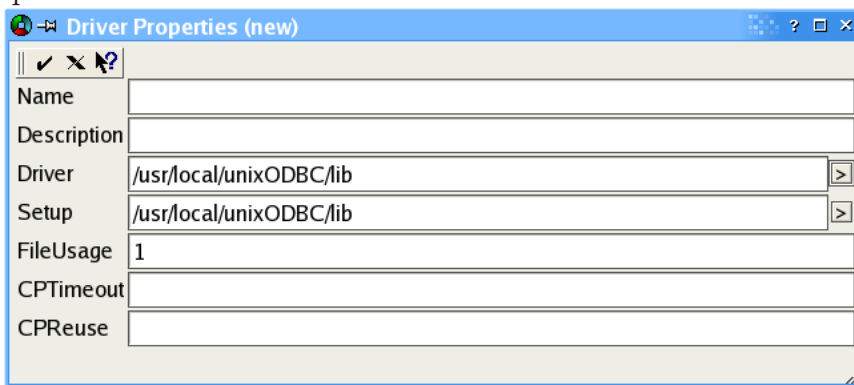 Driver Properties (new)
Name
Description
Driver /usr/local/unixODBC/lib >
Setup /usr/local/unixODBC/lib >
FileUsage 1
CPTimeout
CPReuse